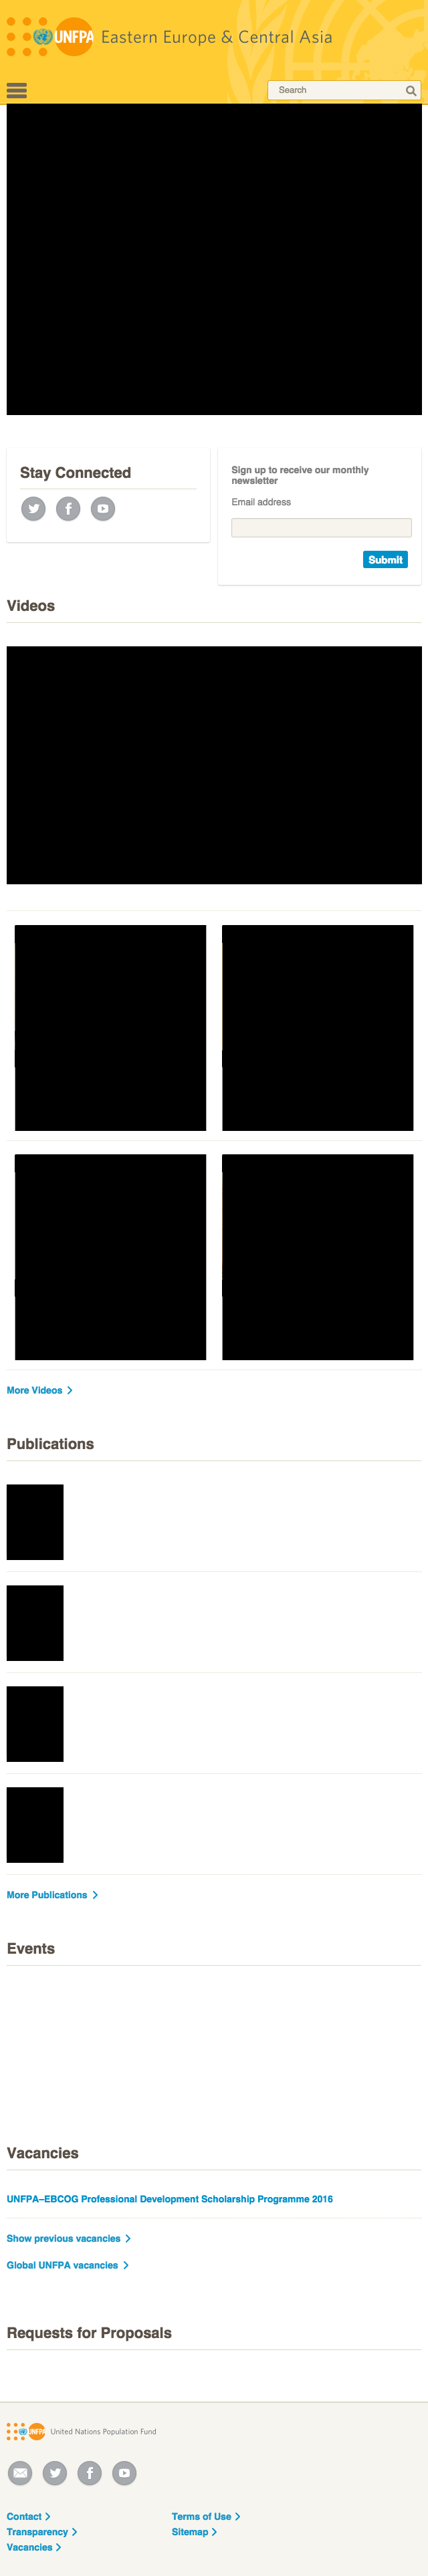 UNFPA Eastern Europe & Central Asia
Search
Stay Connected
Sign up to receive our monthly
newsletter
Email address
Submit
Videos
More Videos
Publications
More Publications
Events
Vacancies
UNFPA–EBCOG Professional Development Scholarship Programme 2016
Show previous vacancies
Global UNFPA vacancies
Requests for Proposals
UNFPA United Nations Population Fund
Contact
Terms of Use
Transparency
Sitemap
Vacancies